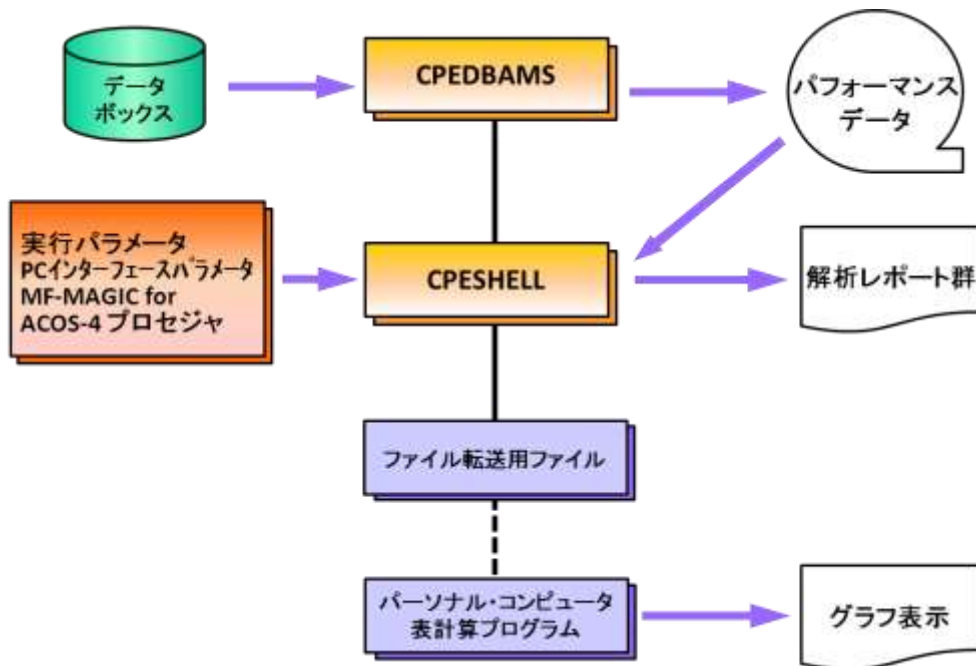 データ
ボックス
CPEDBAMS
パフォーマンス
データ
実行パラメータ
PCインターフェースパラメータ
MF-MAGIC for
ACOS-4 プロセジャ
CPESHELL
解析レポート群
ファイル転送用ファイル
パーソナル・コンピュータ
表計算プログラム
グラフ表示